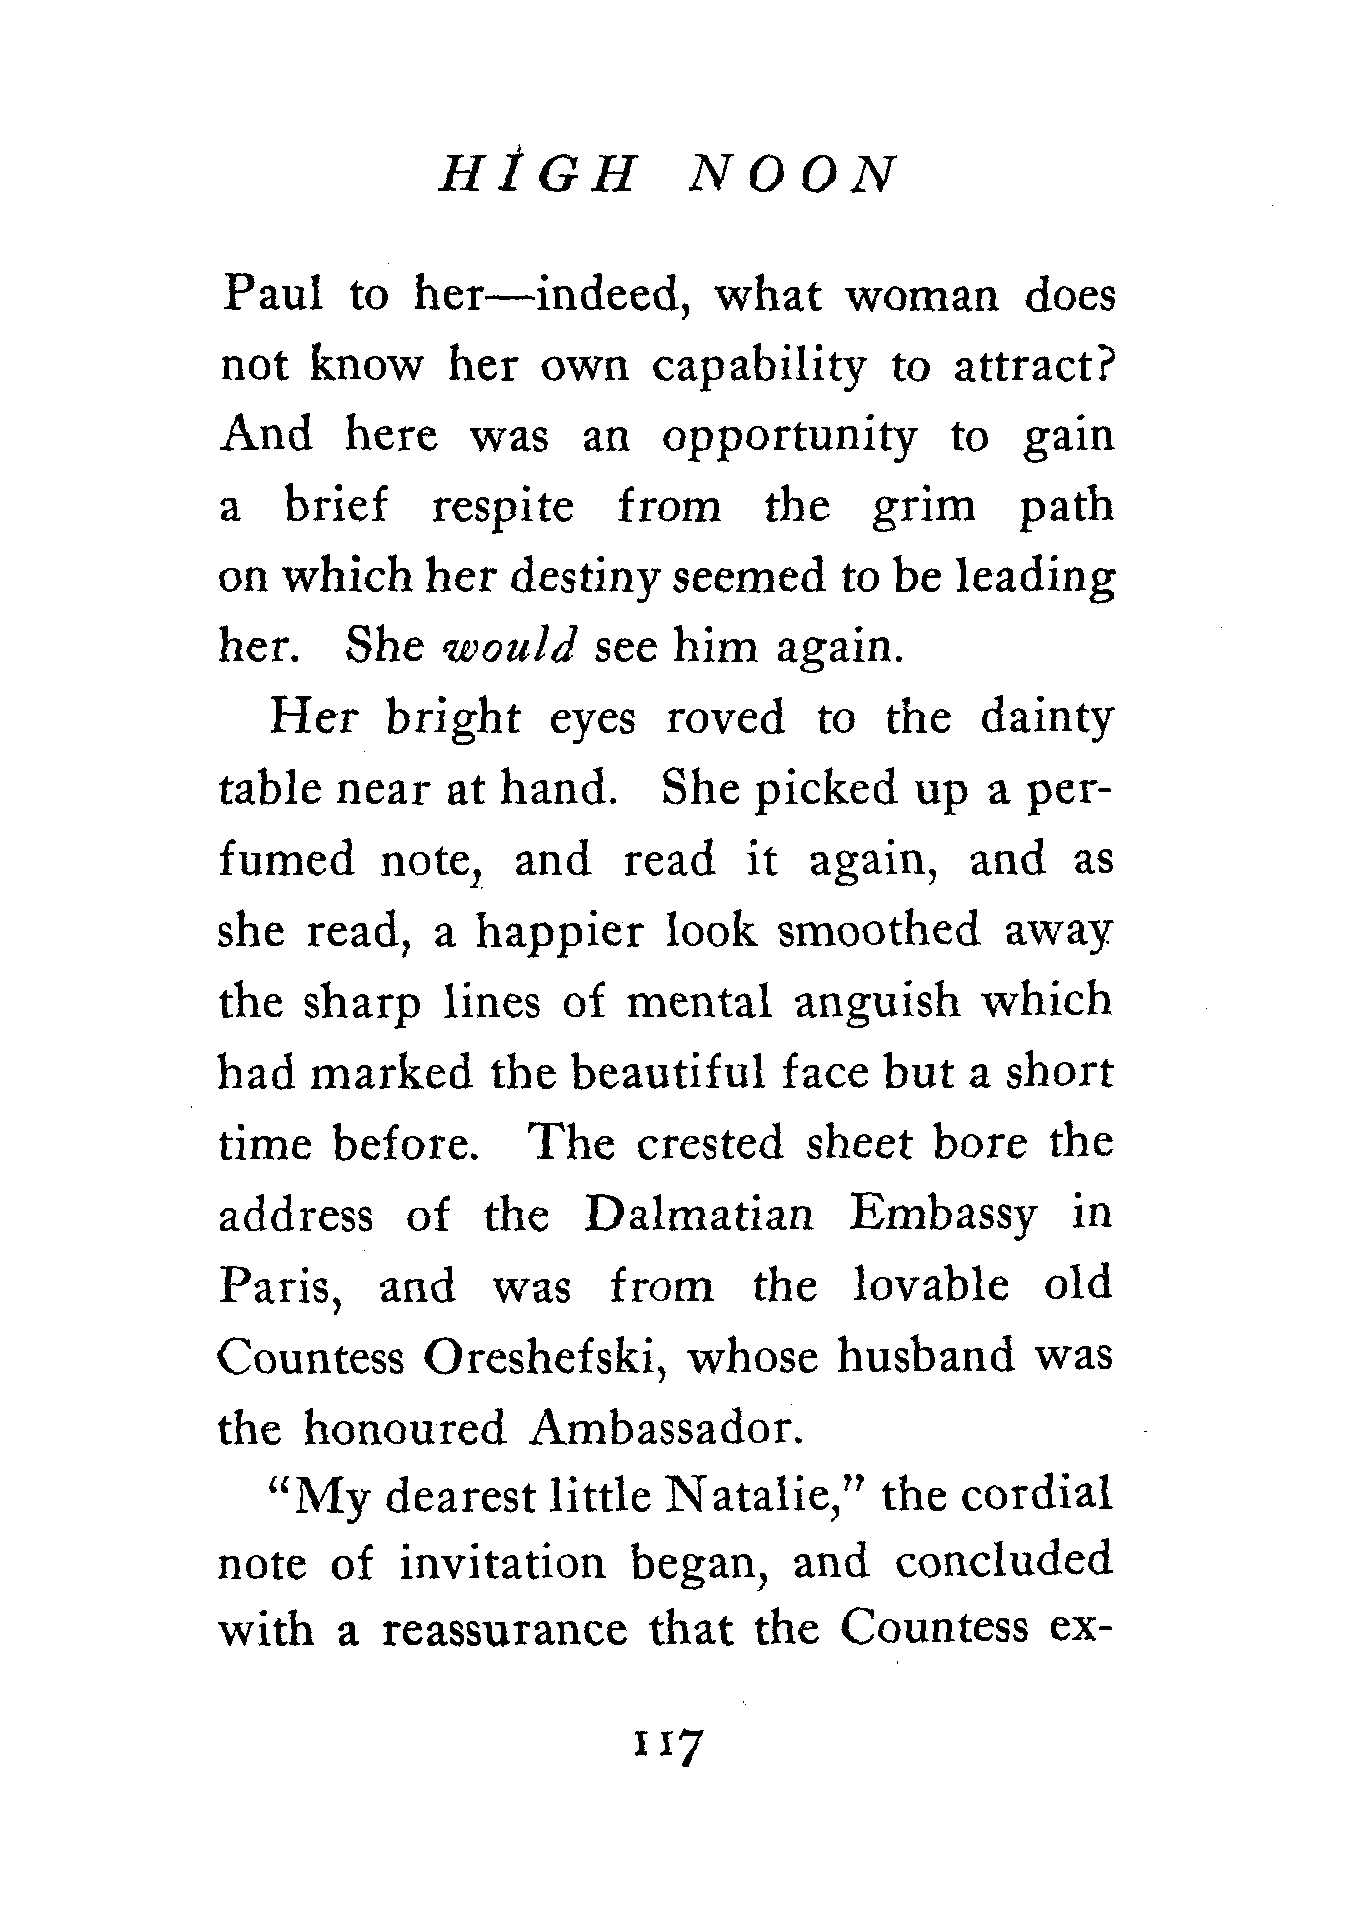 HIGH NOON
Paul to her—indeed, what woman does
not know her own capability to attract?
And here was an opportunity to gain
a brief respite from the grim path
on which her destiny seemed to be leading
her. She would see him again.
Her bright eyes roved to the dainty
table near at hand. She picked up a per-
fumed note, and read it again, and as
she read, a happier look smoothed away
the sharp lines of mental anguish which
had marked the beautiful face but a short
time before. The crested sheet bore the
address of the Dalmatian Embassy in
Paris, and was from the lovable old
Countess Oreshefski, whose husband was
the honoured Ambassador.
“My dearest little Natalie,” the cordial
note of invitation began, and concluded
with a reassurance that the Countess ex-
117